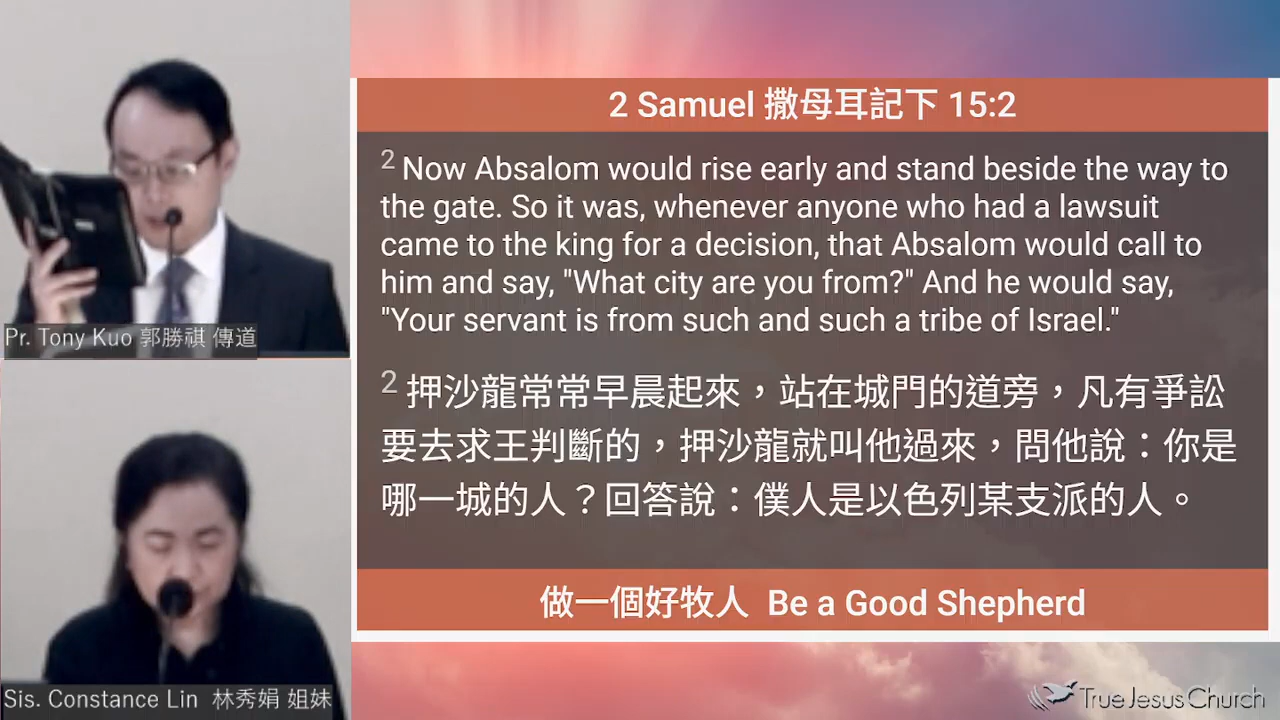 2 Samuel 撒母耳記下 15:2
2 Now Absalom would rise early and stand beside the way to
the gate. So it was, whenever anyone who had a lawsuit
came to the king for a decision, that Absalom would call to
him and say, "What city are you from?" And he would say,
"Your servant is from such and such a tribe of Israel."
2 押沙龍常常早晨起來，站在城門的道旁，凡有爭訟
要去求王判斷的，押沙龍就叫他過來，問他說：你是
哪一城的人？回答說：僕人是以色列某支派的人。
做一個好牧人 Be a Good Shepherd
Pr. Tony Kuo 郭勝祺 傳道
Sis. Constance Lin 林秀娟 姐妹
True Jesus Church